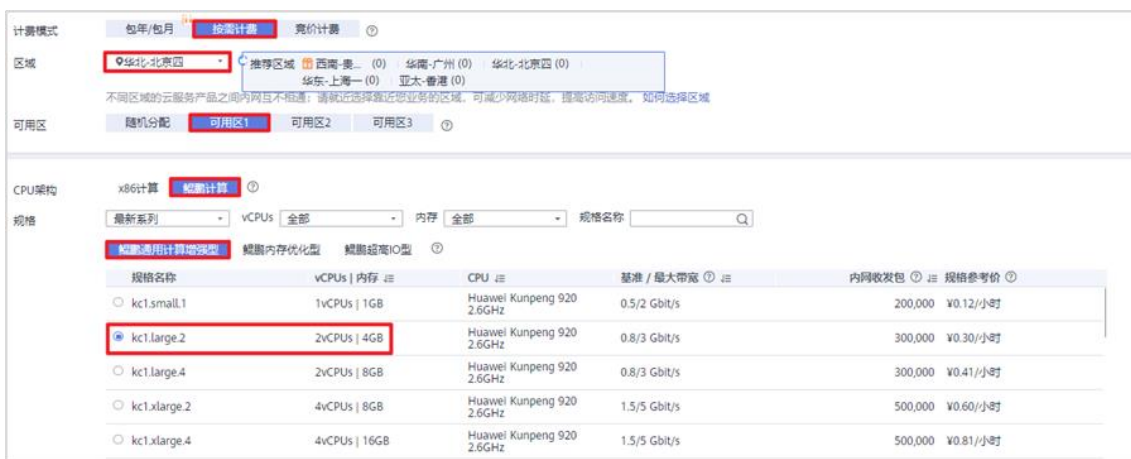 计费模式 包年/包月 按需计费 竞价计费
区域 华北-北京四 推荐区域 西南-贵... (0) 华南-广州 (0) 华北-北京四 (0)
华东-上海一 (0) 亚太-香港 (0)
不同区域的云服务产品之间内网互不相通；请就近选择靠近您业务的区域，可减少网络时延，提高访问速度。 如何选择区域
可用区 随机分配 可用区1 可用区2 可用区3
CPU架构 x86计算 鲲鹏计算
规格 最新系列 vCPUs 全部 内存 全部 规格名称
鲲鹏通用计算增强型 鲲鹏内存优化型 鲲鹏超高IO型
规格名称 vCPUs | 内存 CPU 基准 / 最大带宽 内网收发包 规格参考价
kc1.small.1 1vCPUs | 1GB Huawei Kunpeng 920 2.6GHz 0.5/2 Gbit/s 200,000 ¥0.12/小时
kc1.large.2 2vCPUs | 4GB Huawei Kunpeng 920 2.6GHz 0.8/3 Gbit/s 300,000 ¥0.30/小时
kc1.large.4 2vCPUs | 8GB Huawei Kunpeng 920 2.6GHz 0.8/3 Gbit/s 300,000 ¥0.41/小时
kc1.xlarge.2 4vCPUs | 8GB Huawei Kunpeng 920 2.6GHz 1.5/5 Gbit/s 500,000 ¥0.60/小时
kc1.xlarge.4 4vCPUs | 16GB Huawei Kunpeng 920 2.6GHz 1.5/5 Gbit/s 500,000 ¥0.81/小时